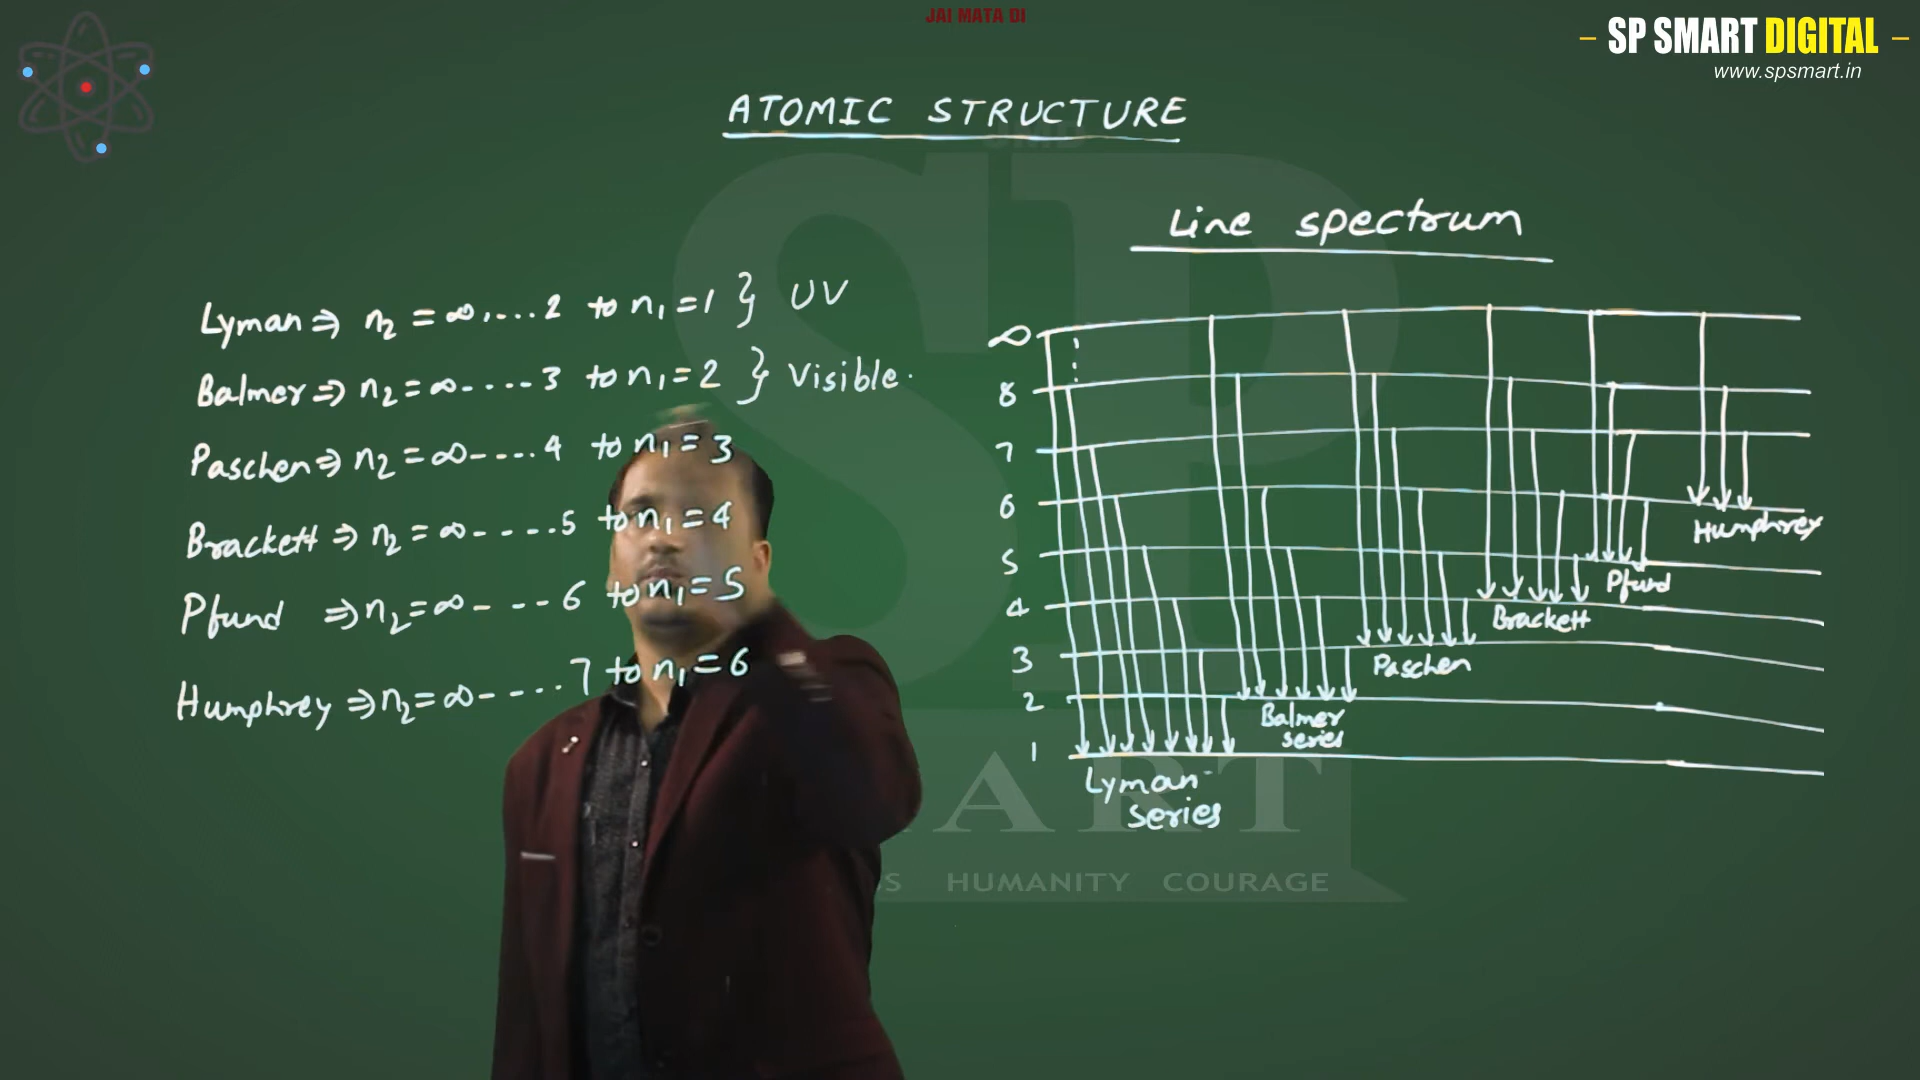 JAI MATA DI
SP SMART DIGITAL
www.spsmart.in
ATOMIC STRUCTURE
Line spectrum
Lyman ⇒ n₂ = ∞,....2 to n₁ = 1 } UV
Balmer ⇒ n₂ = ∞- - - - 3 to n₁ = 2 } Visible.
Paschen ⇒ n₂ = ∞- - - - 4 to n₁ = 3
Brackett ⇒ n₂ = ∞- - - - - 5 to n₁ = 4
Pfund ⇒ n₂ = ∞- - - - 6 to n₁ = 5
Humphrey ⇒ n₂ = ∞- - - - - 7 to n₁ = 6
∞
8
7
6
Humphrey
5
Pfund
4
Brackett
3
Paschen
2
Balmer
series
1
Lyman
series
SP
ART
HUMANITY COURAGE